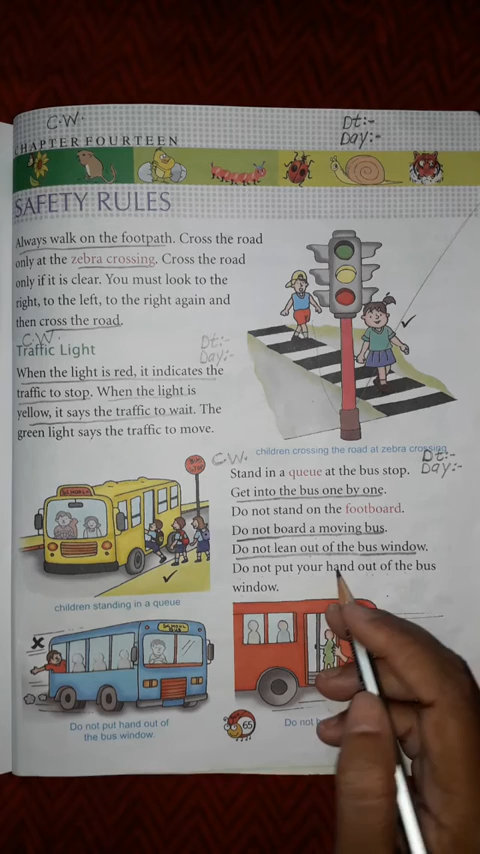 C.W.
Dt:-
Day:-
CHAPTER FOURTEEN
SAFETY RULES
Always walk on the footpath. Cross the road
only at the zebra crossing. Cross the road
only if it is clear. You must look to the
right, to the left, to the right again and
then cross the road.
C.W.
Dt:-
Day:-
Traffic Light
When the light is red, it indicates the
traffic to stop. When the light is
yellow, it says the traffic to wait. The
green light says the traffic to move.
children crossing the road at zebra crossing
C.W.
Dt:-
Day:-
Stand in a queue at the bus stop.
Get into the bus one by one.
Do not stand on the footboard.
Do not board a moving bus.
Do not lean out of the bus window.
Do not put your hand out of the bus
window.
BUS
STOP
SCHOOL BUS
children standing in a queue
SCHOOL
BUS
Do not put hand out of
the bus window.
65
Do not